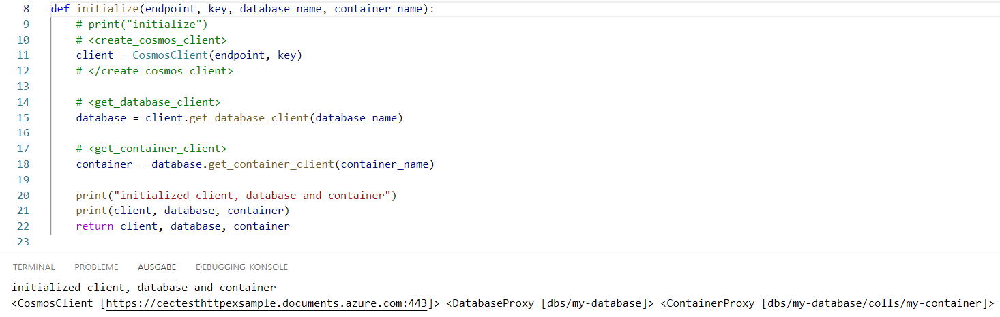 8 def initialize(endpoint, key, database_name, container_name):
9 # print("initialize")
10 # <create_cosmos_client>
11 client = CosmosClient(endpoint, key)
12 # </create_cosmos_client>
13
14 # <get_database_client>
15 database = client.get_database_client(database_name)
16
17 # <get_container_client>
18 container = database.get_container_client(container_name)
19
20 print("initialized client, database and container")
21 print(client, database, container)
22 return client, database, container
23
TERMINAL PROBLEME AUSGABE DEBUGGING-KONSOLE
initialized client, database and container
<CosmosClient [https://cectesthttpexsample.documents.azure.com:443]> <DatabaseProxy [dbs/my-database]> <ContainerProxy [dbs/my-database/colls/my-container]>